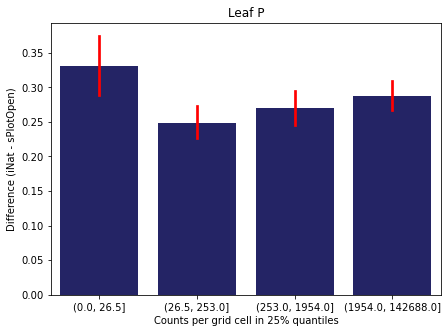 Leaf P
Difference (iNat - sPlotOpen)
0.35
0.30
0.25
0.20
0.15
0.10
0.05
0.00
(0.0, 26.5] (26.5, 253.0] (253.0, 1954.0] (1954.0, 142688.0]
Counts per grid cell in 25% quantiles